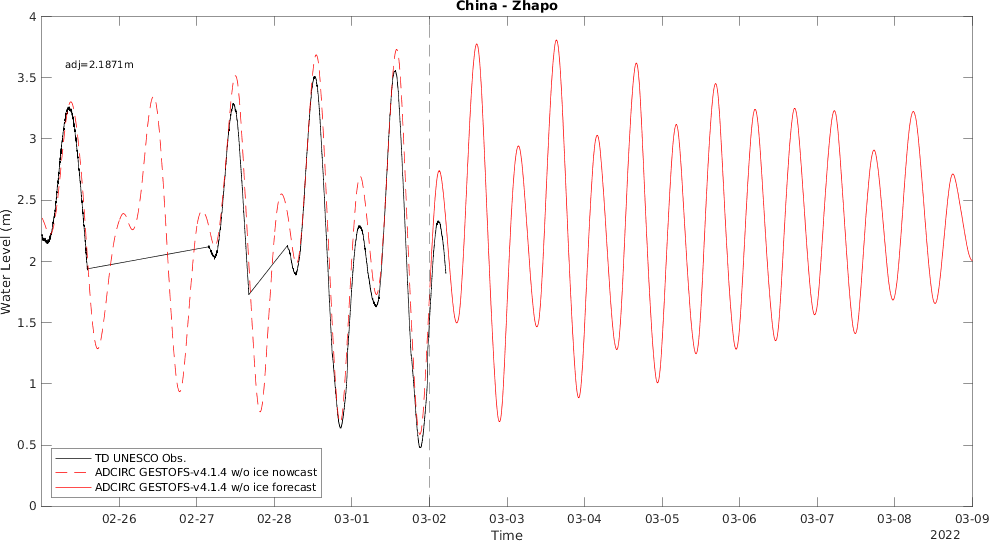 China - Zhapo
adj=2.1871m
Water Level (m)
4
3.5
3
2.5
2
1.5
1
0.5
0
TD UNESCO Obs.
ADCIRC GESTOFS-v4.1.4 w/o ice nowcast
ADCIRC GESTOFS-v4.1.4 w/o ice forecast
02-26 02-27 02-28 03-01 03-02 03-03 03-04 03-05 03-06 03-07 03-08 03-09
Time
2022